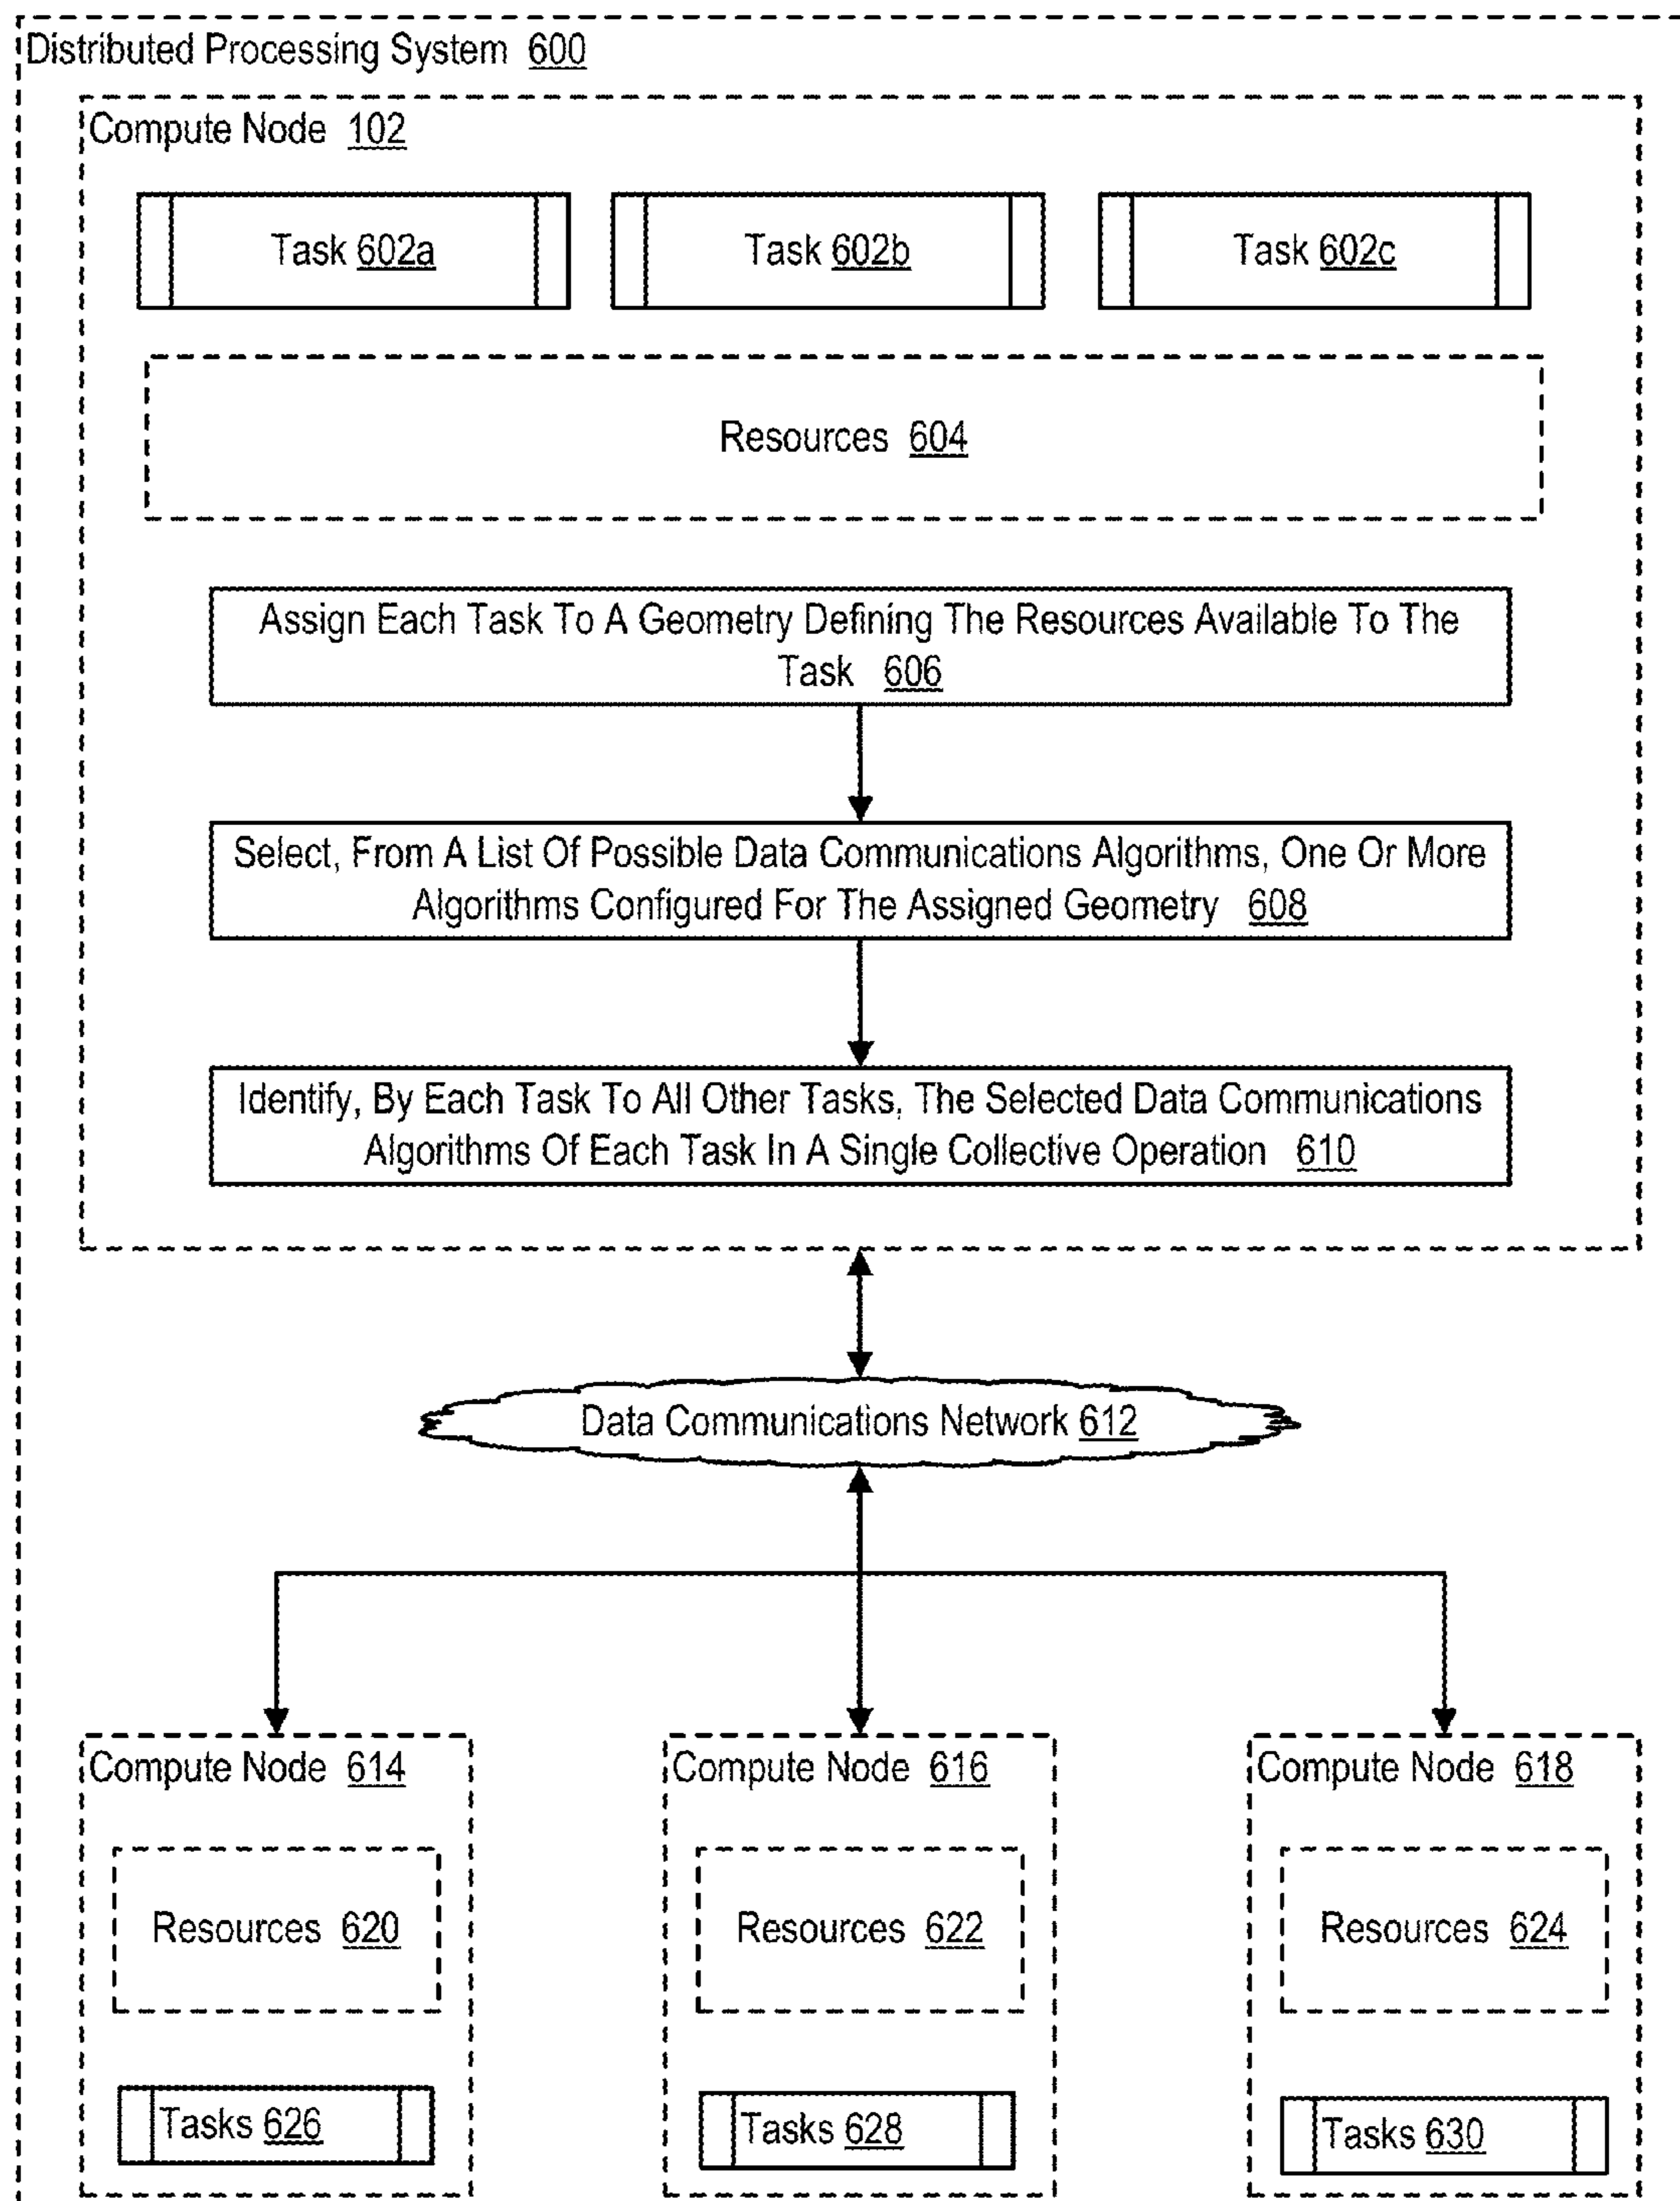 Distributed Processing System 600
Compute Node 102
Task 602a
Task 602b
Task 602c
Resources 604
Assign Each Task To A Geometry Defining The Resources Available To The
Task 606
Select, From A List Of Possible Data Communications Algorithms, One Or More
Algorithms Configured For The Assigned Geometry 608
Identify, By Each Task To All Other Tasks, The Selected Data Communications
Algorithms Of Each Task In A Single Collective Operation 610
Data Communications Network 612
Compute Node 614
Compute Node 616
Compute Node 618
Resources 620
Resources 622
Resources 624
Tasks 626
Tasks 628
Tasks 630